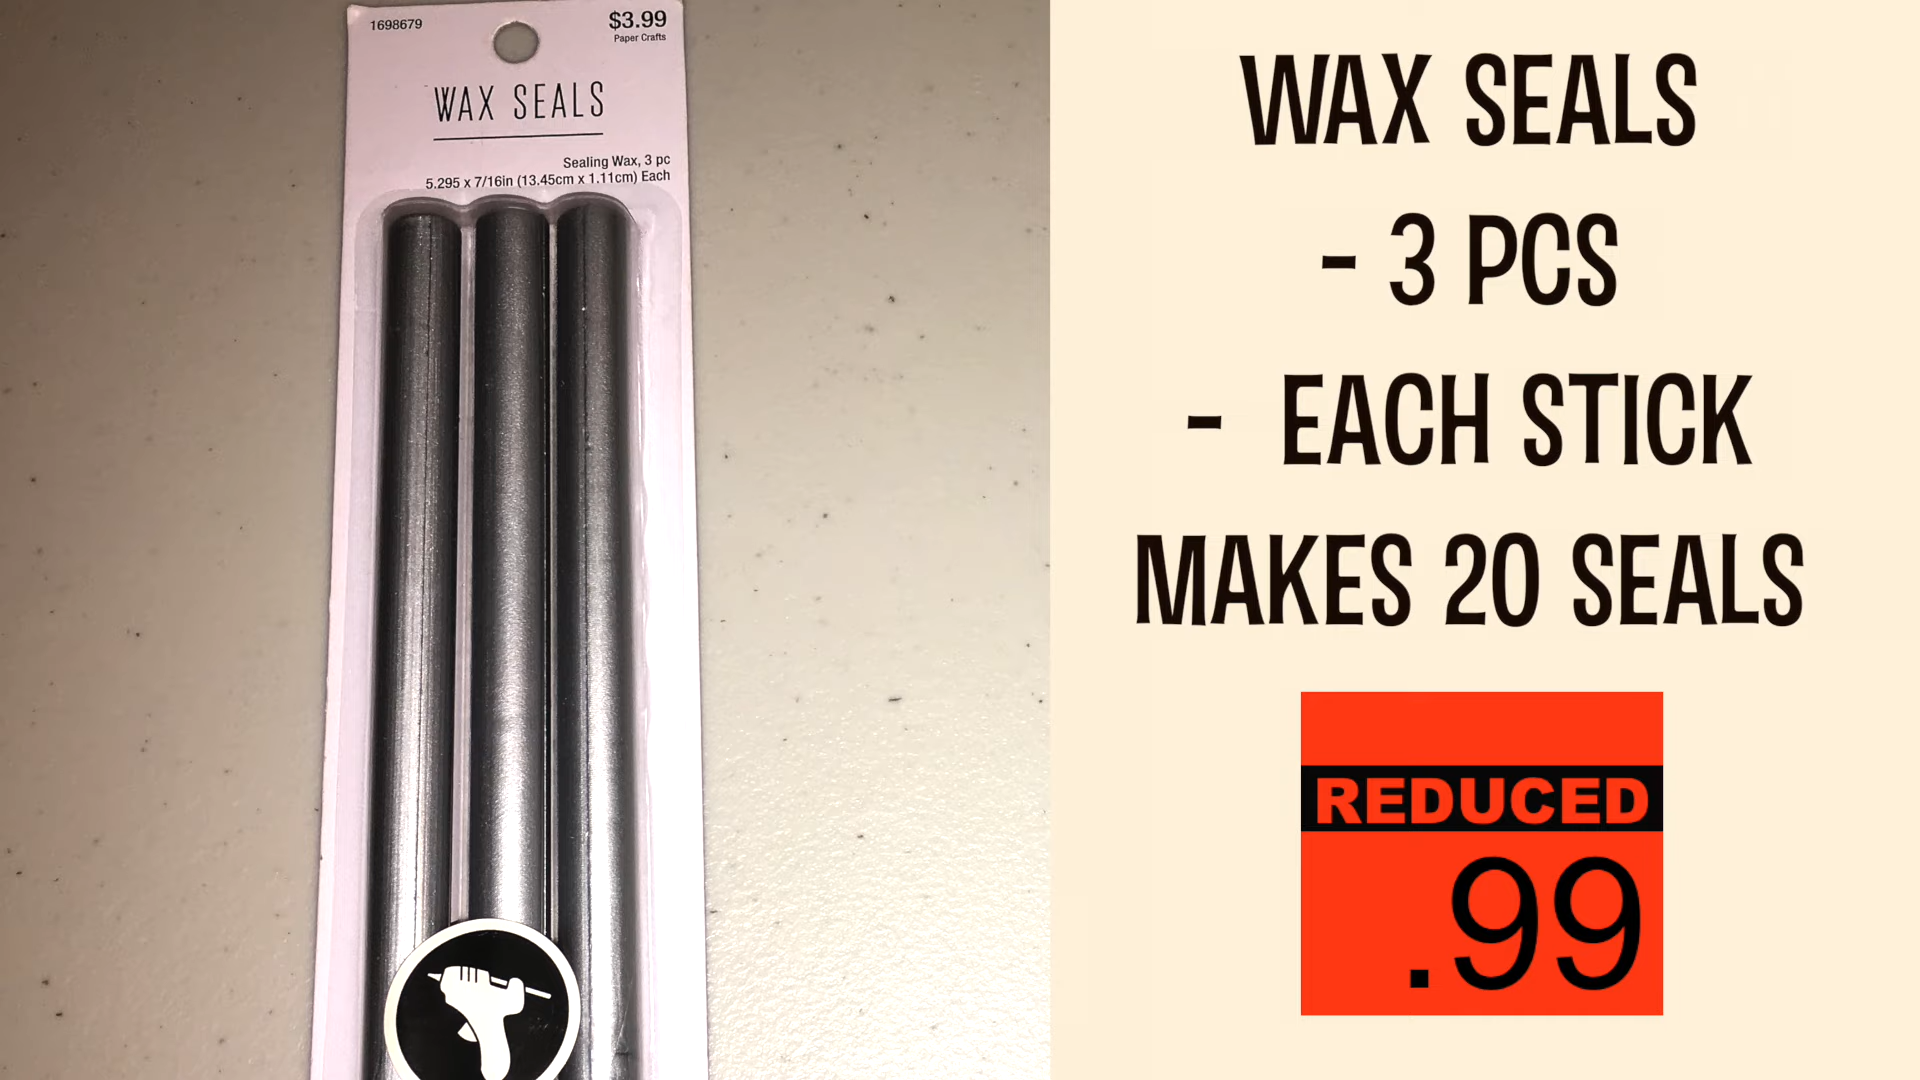 1698679
$3.99
Paper Crafts
WAX SEALS
Sealing Wax, 3 pc
5.295 x 7/16in (13.45cm x 1.11cm) Each
WAX SEALS
- 3 PCS
- EACH STICK
MAKES 20 SEALS
REDUCED
.99